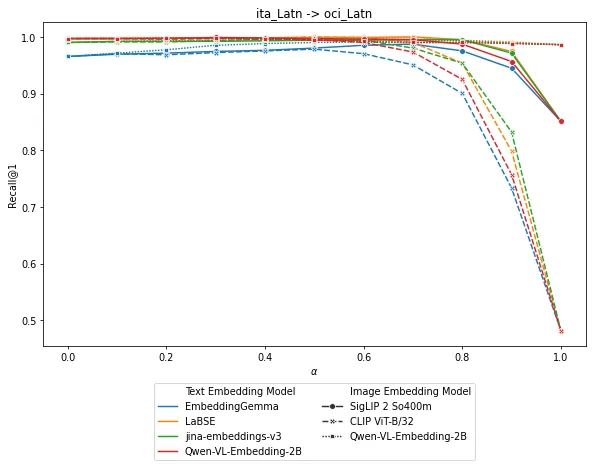 ita_Latn -> oci_Latn
1.0
0.9
0.8
0.7
0.6
0.5
Recall@1
0.0 0.2 0.4 0.6 0.8 1.0
α
Text Embedding Model Image Embedding Model
EmbeddingGemma SigLIP 2 So400m
LaBSE CLIP ViT-B/32
jina-embeddings-v3 Qwen-VL-Embedding-2B
Qwen-VL-Embedding-2B